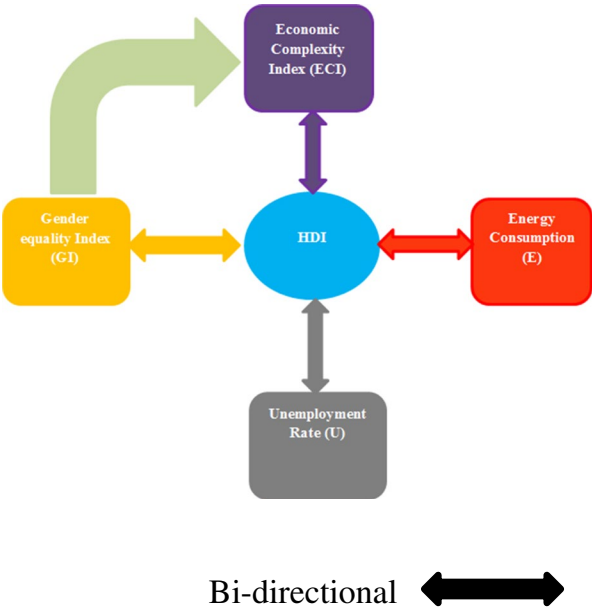 Economic
Complexity
Index (ECI)
Gender
equality Index
(GI)
HDI
Energy
Consumption
(E)
Unemployment
Rate (U)
Bi-directional